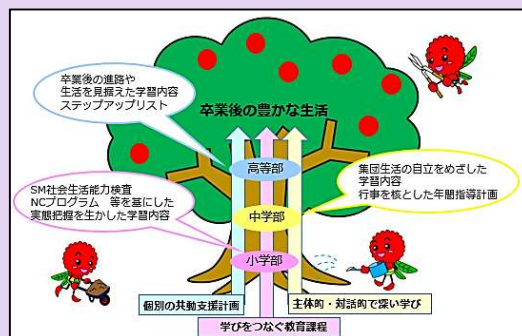 卒業後の進路や
生活を見据えた学習内容
ステップアップリスト
卒業後の豊かな生活
高等部
集団生活の自立をめざした
学習内容
行事を核とした年間指導計画
SM社会生活能力検査
NCプログラム 等を基にした
実態把握を生かした学習内容
中学部
小学部
個別の共動支援計画
主体的・対話的で深い学び
学びをつなぐ教育課程